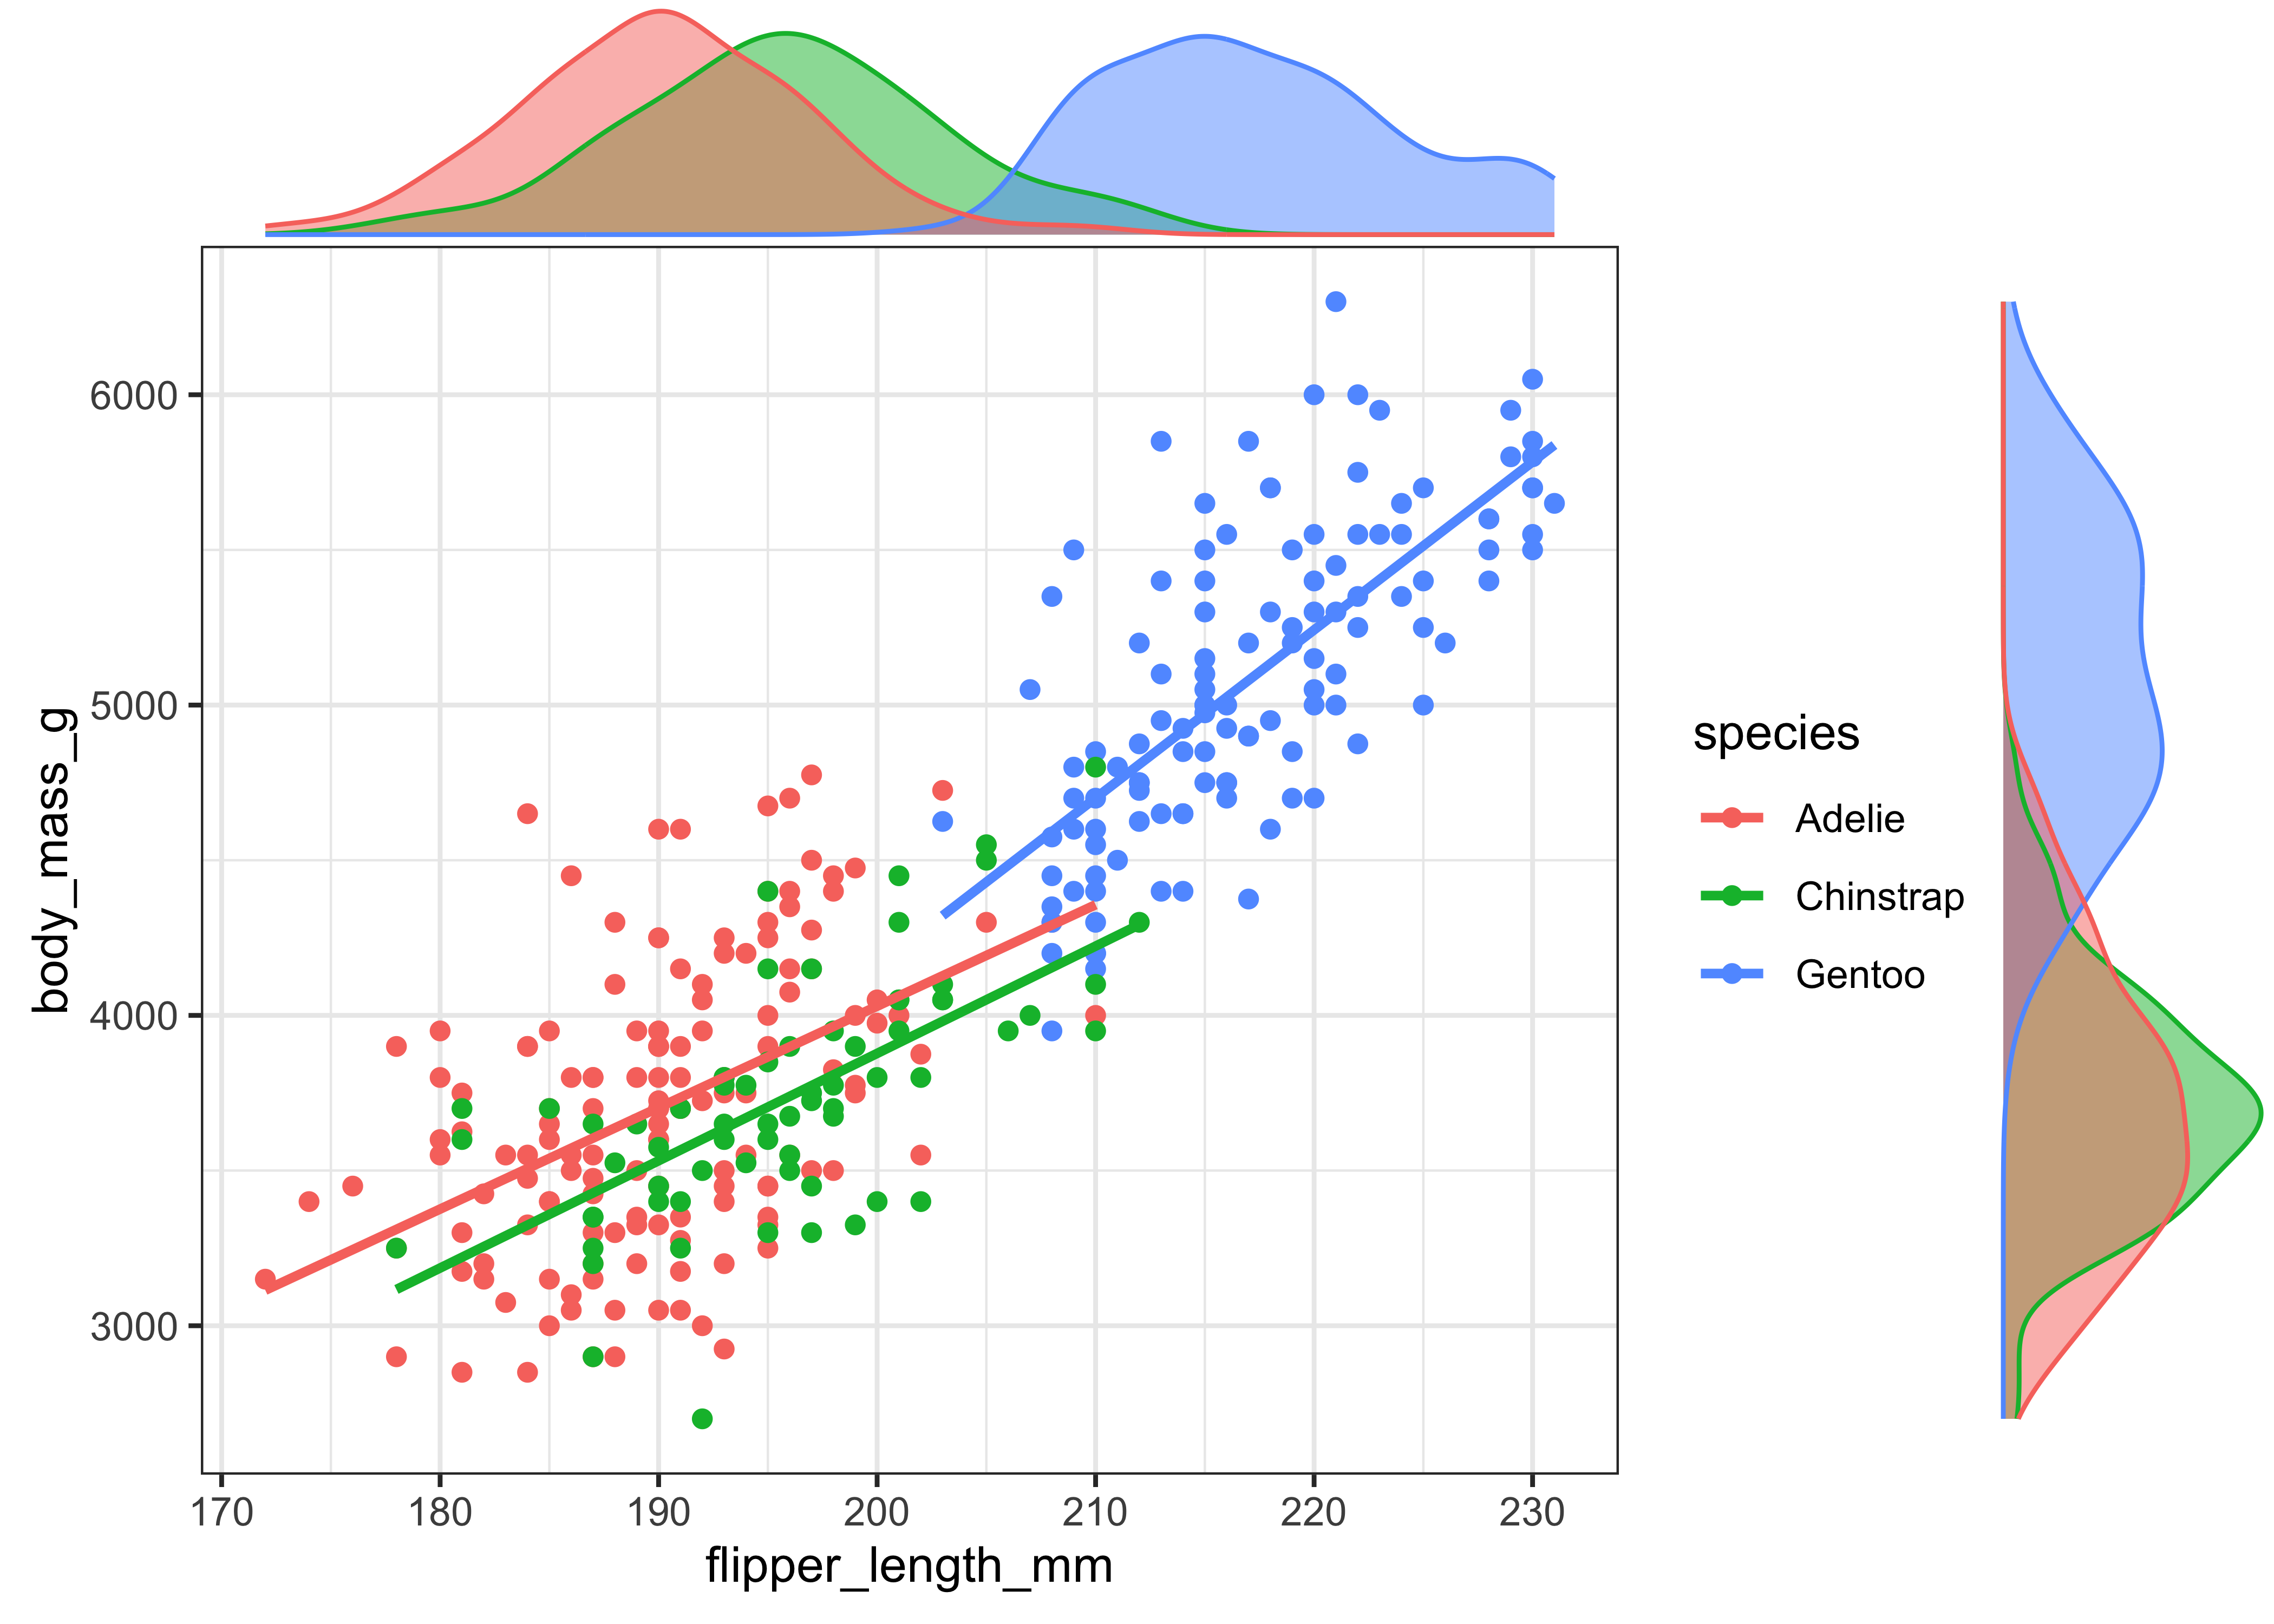 6000
5000
4000
3000
body_mass_g
170 180 190 200 210 220 230
flipper_length_mm
species
Adelie
Chinstrap
Gentoo